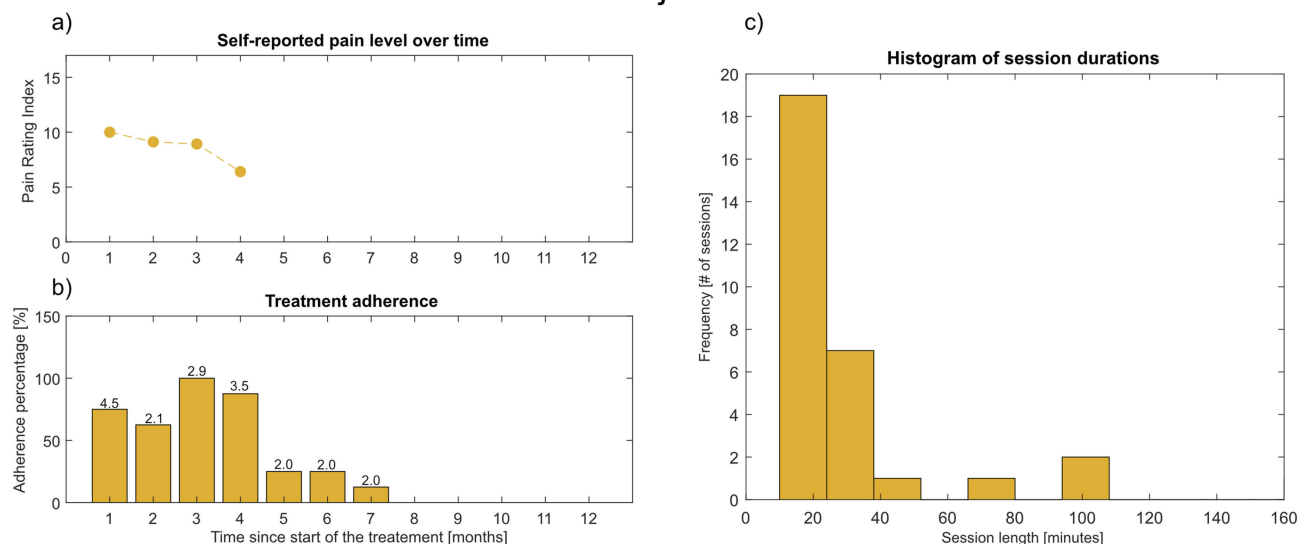 a)
Self-reported pain level over time
Pain Rating Index
15
10
5
0
0 1 2 3 4 5 6 7 8 9 10 11 12
b)
Treatment adherence
Adherence percentage [%]
150
100
50
0
4.5 2.1 2.9 3.5 2.0 2.0 2.0
1 2 3 4 5 6 7 8 9 10 11 12
Time since start of the treatement [months]
c)
Histogram of session durations
Frequency [# of sessions]
20
18
16
14
12
10
8
6
4
2
0
0 20 40 60 80 100 120 140 160
Session length [minutes]